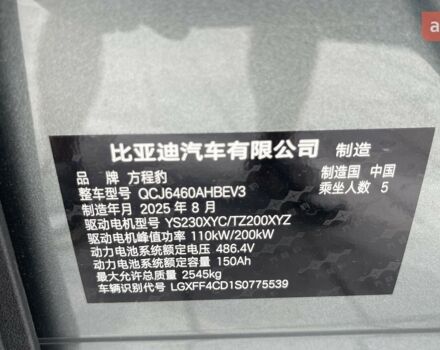 比亚迪汽车有限公司 制造
品 牌 方程豹 制造国 中国
整车型号 QCJ6460AHBEV3 乘坐人数 5
制造年月 2025 年 8 月
驱动电机型号 YS230XYC/TZ200XYZ
驱动电机峰值功率 110kW/200kW
动力电池系统额定电压 486.4V
动力电池系统额定容量 150Ah
最大允许总质量 2545kg
车辆识别代号 LGXFF4CD1S0775539